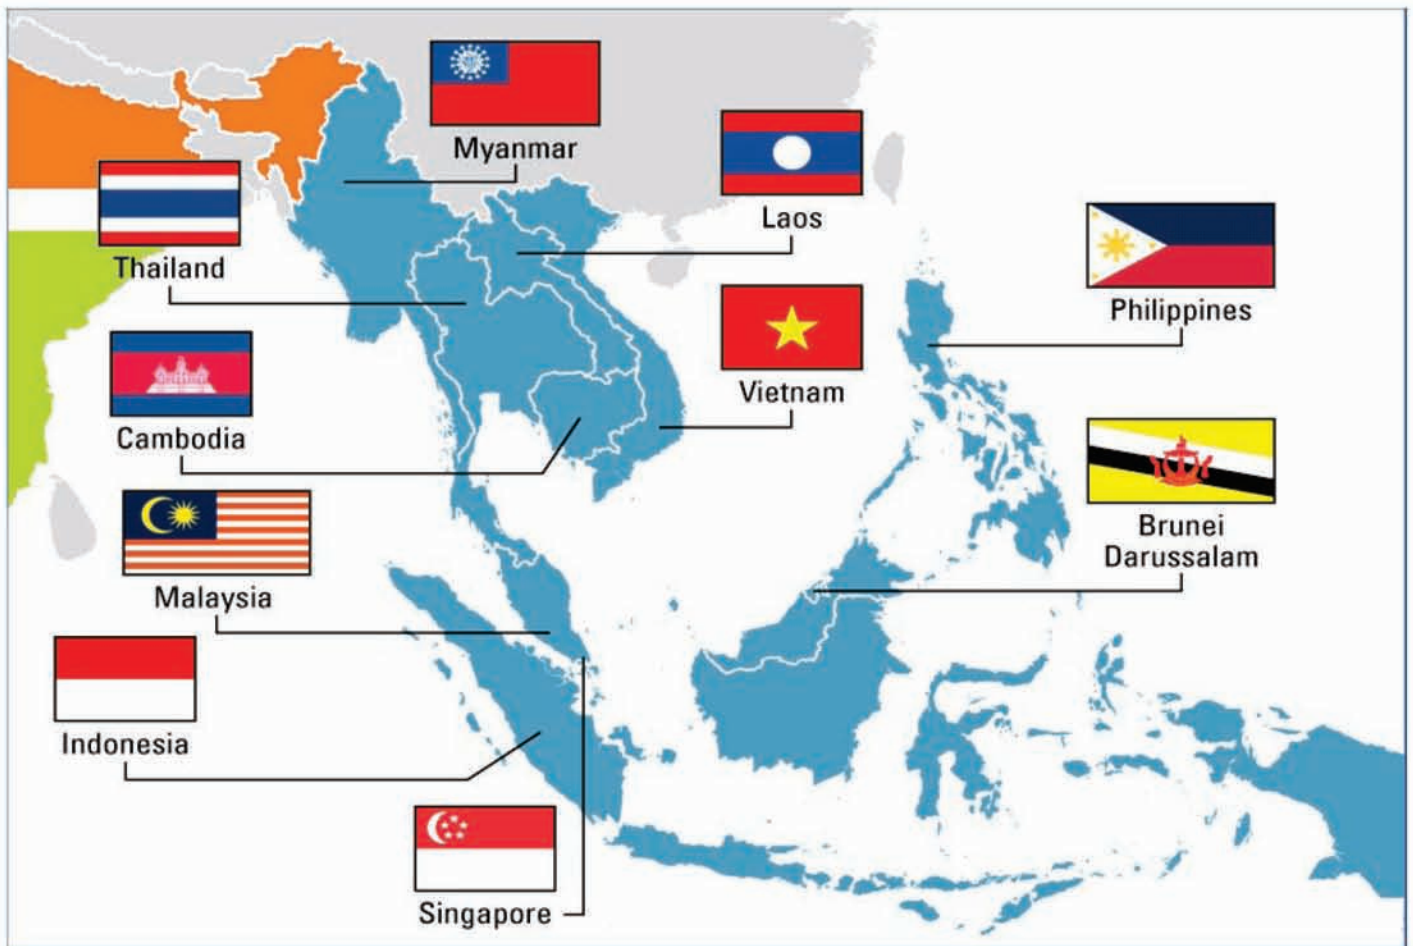 Myanmar
Laos
Thailand
Philippines
Vietnam
Cambodia
Brunei
Darussalam
Malaysia
Indonesia
Singapore